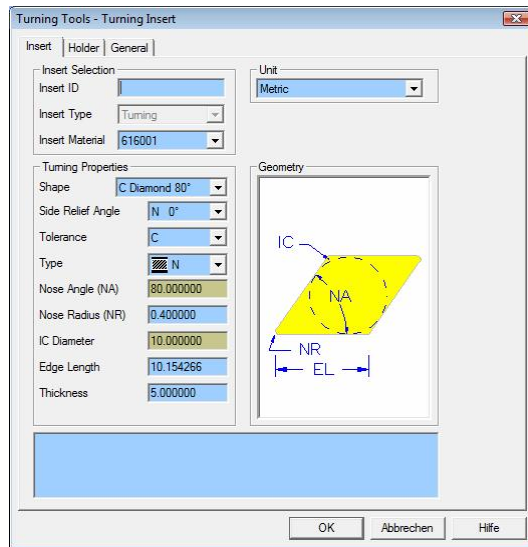 Turning Tools - Turning Insert
Insert Holder General
Insert Selection
Insert ID
Insert Type Turning
Insert Material 616001
Unit
Metric
Turning Properties
Shape C Diamond 80°
Side Relief Angle N 0°
Tolerance C
Type N
Nose Angle (NA) 80.000000
Nose Radius (NR) 0.400000
IC Diameter 10.000000
Edge Length 10.154266
Thickness 5.000000
Geometry
IC
NA
NR
EL
OK Abbrechen Hilfe